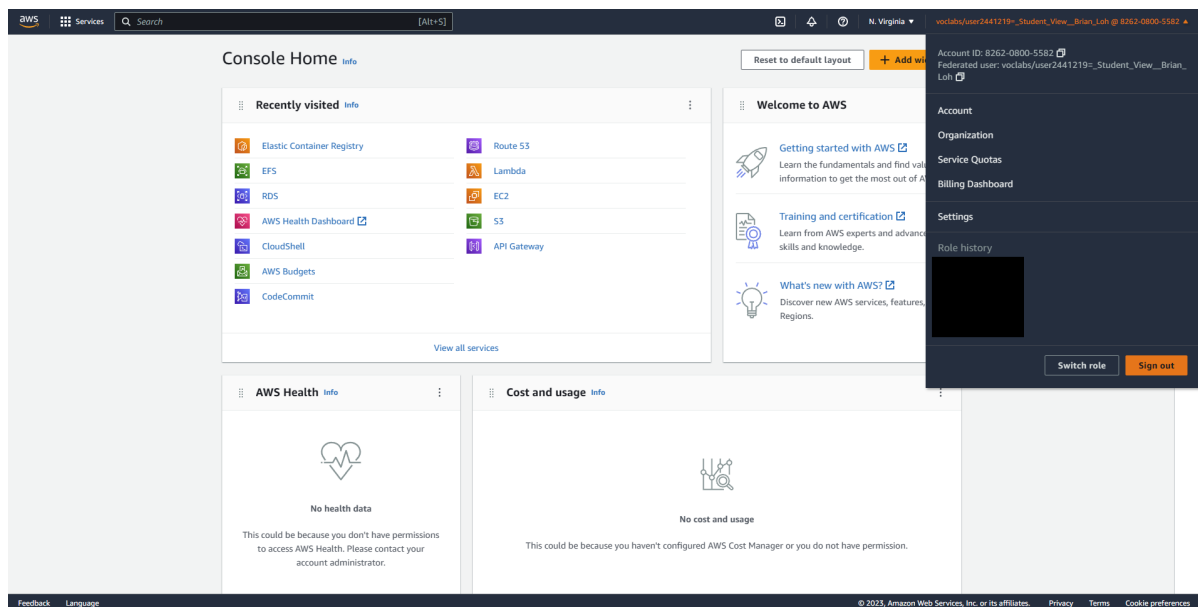 aws
Services
Search
[Alt+S]
N. Virginia
voclabs/user2441219=_Student_View__Brian_Loh @ 8262-0800-5582
Account ID: 8262-0800-5582
Federated user: voclabs/user2441219=_Student_View__Brian_
Loh
Account
Organization
Service Quotas
Billing Dashboard
Settings
Role history
Switch role
Sign out
Console Home Info
Reset to default layout
+ Add wi
Recently visited Info
Elastic Container Registry
EFS
RDS
AWS Health Dashboard
CloudShell
AWS Budgets
CodeCommit
Route 53
Lambda
EC2
S3
API Gateway
View all services
Welcome to AWS
Getting started with AWS
Learn the fundamentals and find valu
information to get the most out of A
Training and certification
Learn from AWS experts and advance
skills and knowledge.
What's new with AWS?
Discover new AWS services, features,
Regions.
AWS Health Info
No health data
This could be because you don't have permissions
to access AWS Health. Please contact your
account administrator.
Cost and usage Info
No cost and usage
This could be because you haven't configured AWS Cost Manager or you do not have permission.
Feedback
Language
© 2023, Amazon Web Services, Inc. or its affiliates.
Privacy
Terms
Cookie preferences